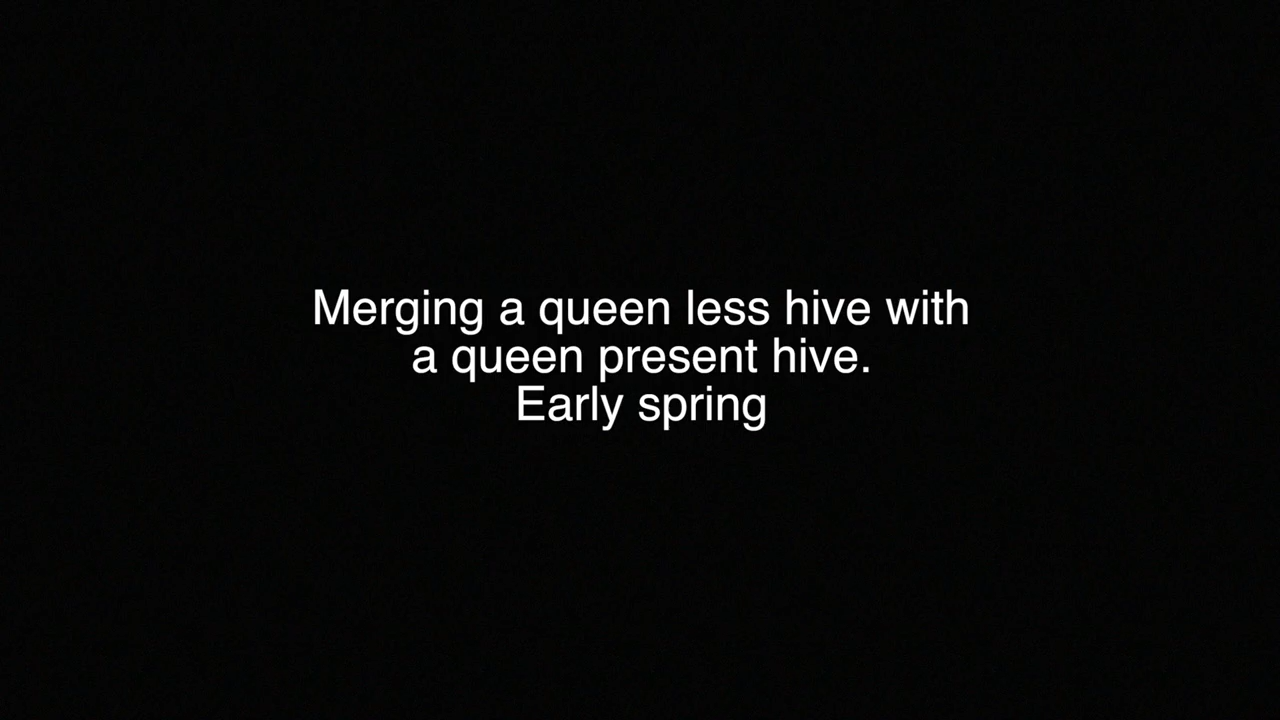 Merging a queen less hive with
a queen present hive.
Early spring